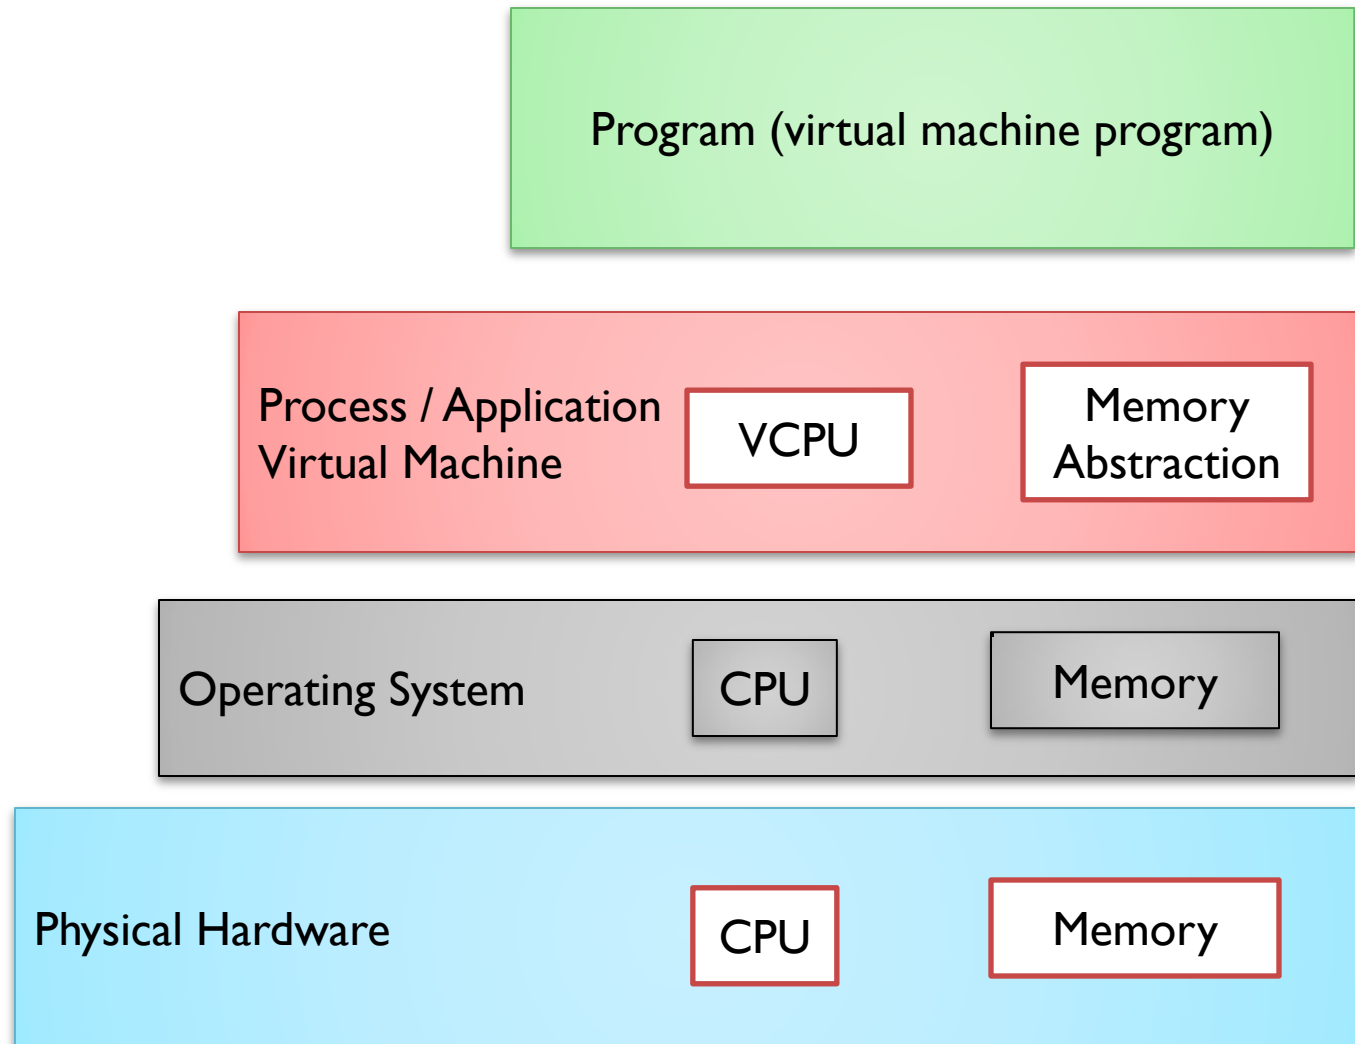 Program (virtual machine program)
Process / Application
Virtual Machine
VCPU
Memory
Abstraction
Operating System
CPU
Memory
Physical Hardware
CPU
Memory